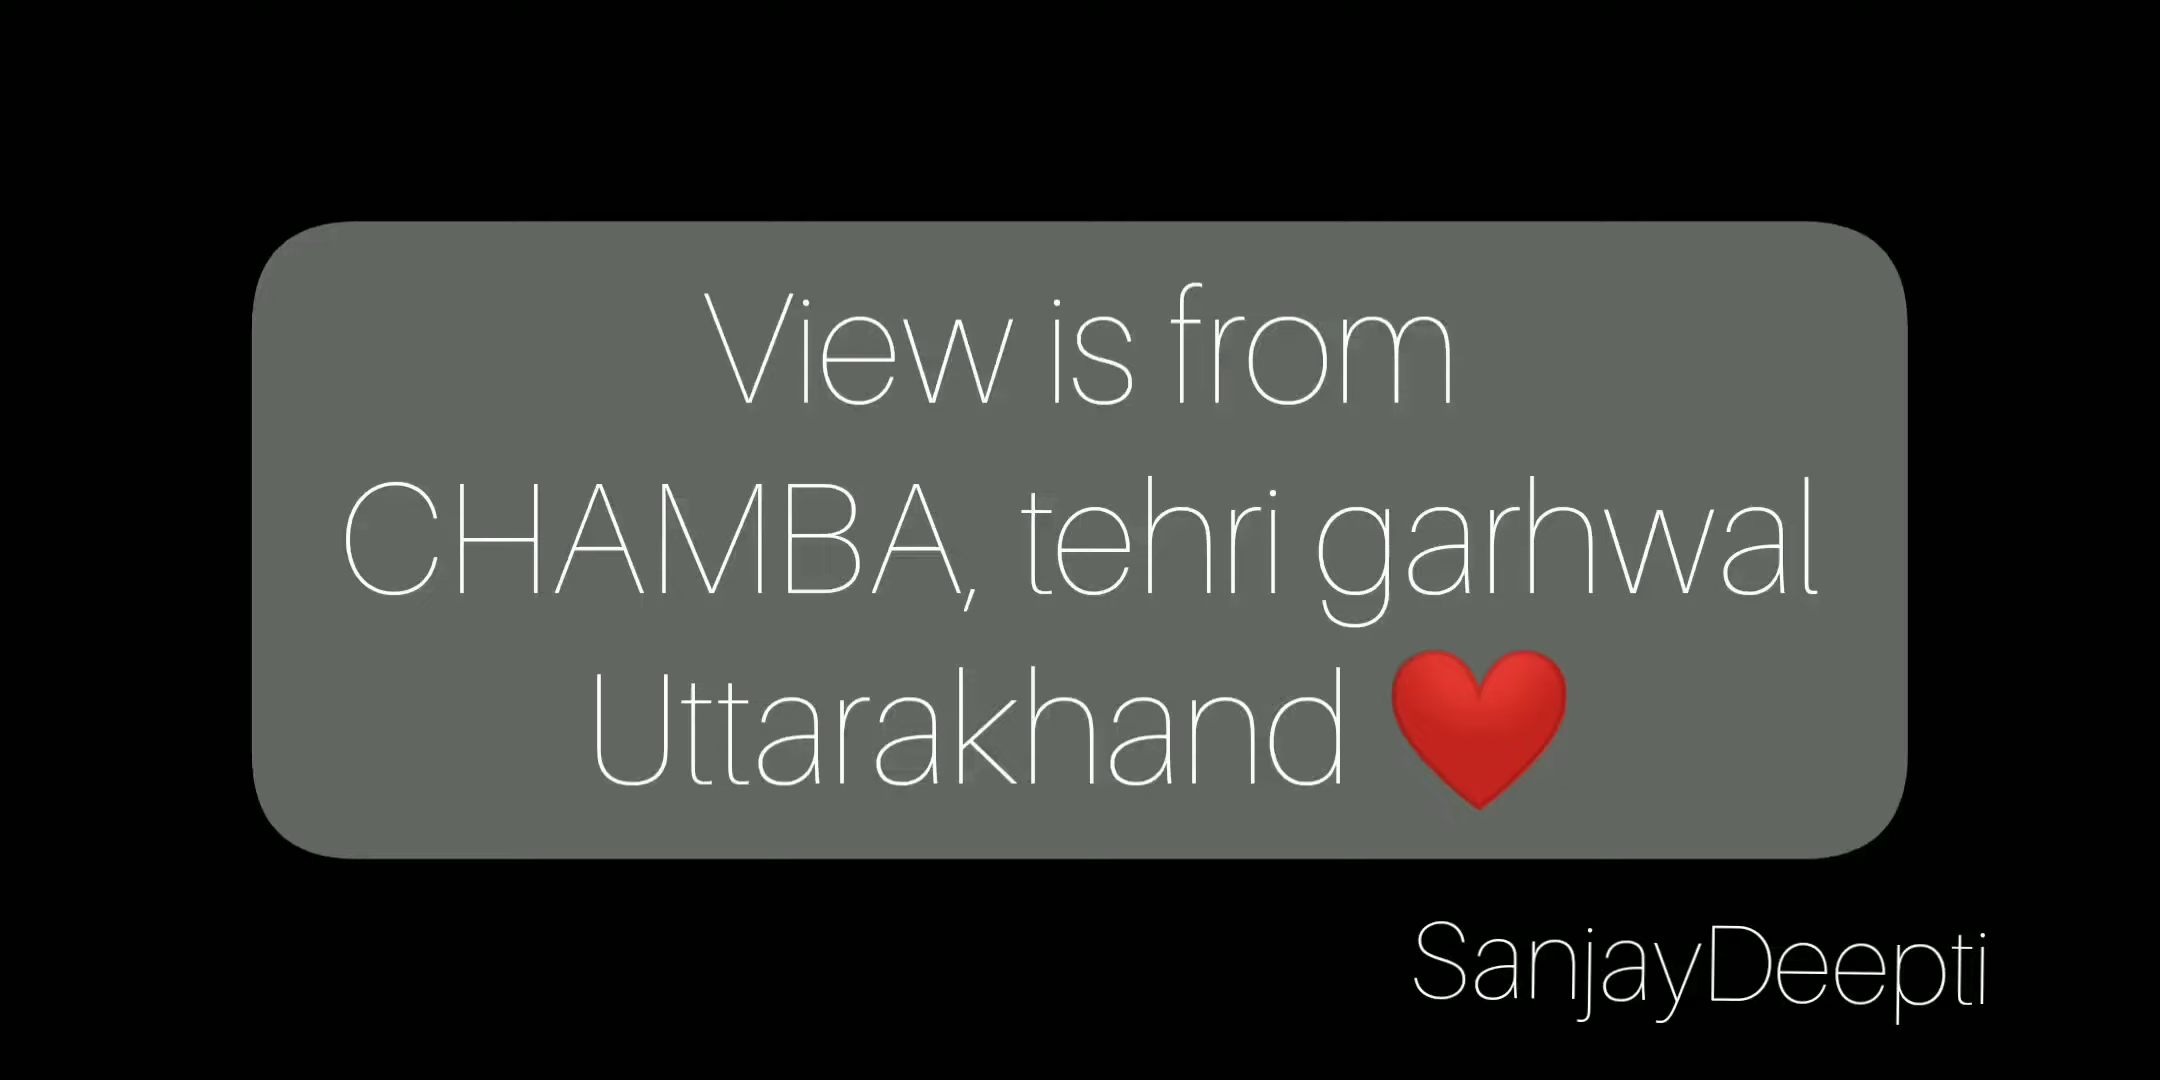 View is from
CHAMBA, tehri garhwal
Uttarakhand ❤️
SanjayDeepti